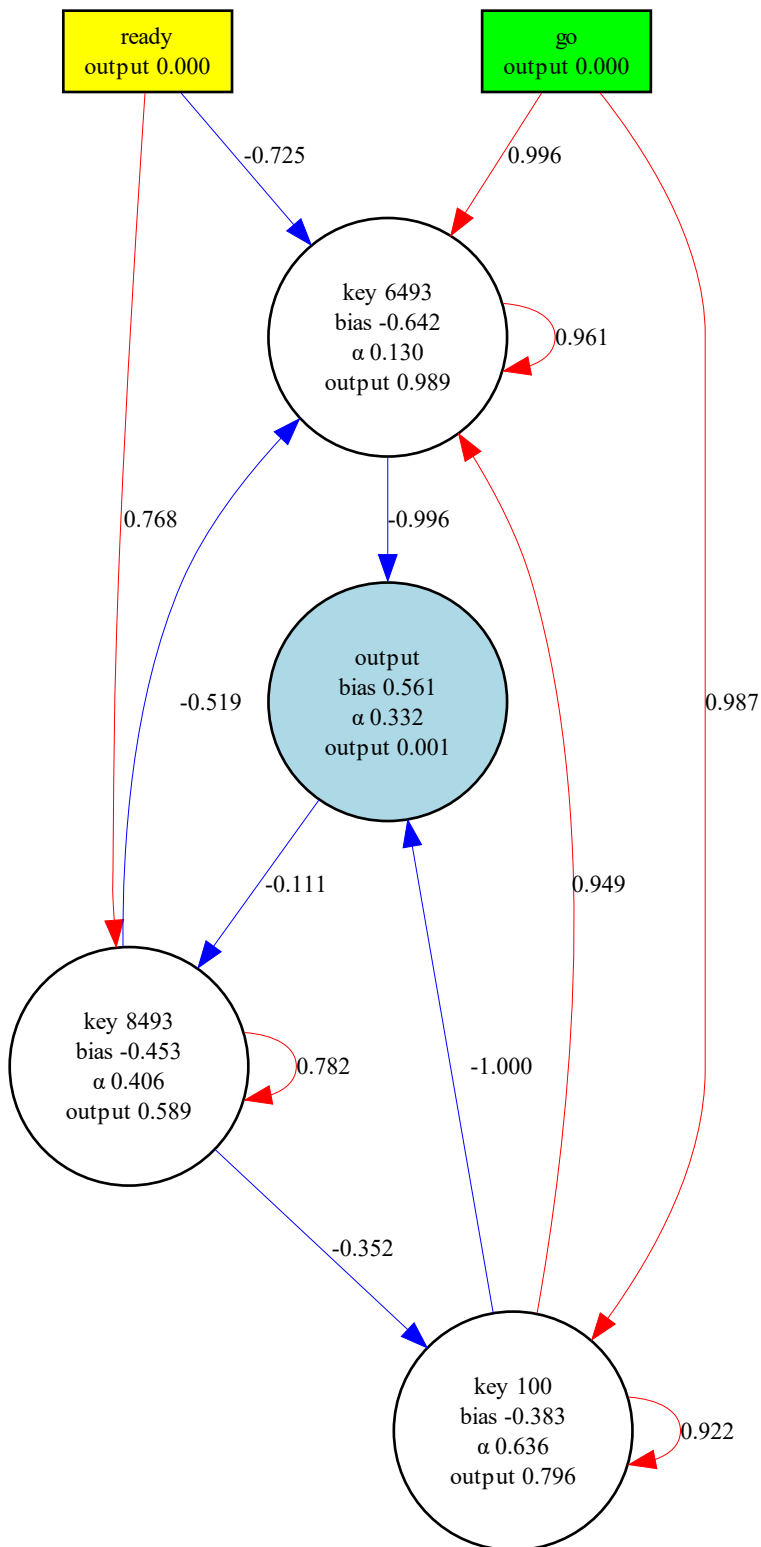 ready
output 0.000
go
output 0.000
-0.725
0.996
key 6493
bias -0.642
α 0.130
output 0.989
0.961
0.768
-0.996
-0.519
output
bias 0.561
α 0.332
output 0.001
0.987
-0.111
0.949
key 8493
bias -0.453
α 0.406
output 0.589
0.782
-1.000
-0.352
key 100
bias -0.383
α 0.636
output 0.796
0.922